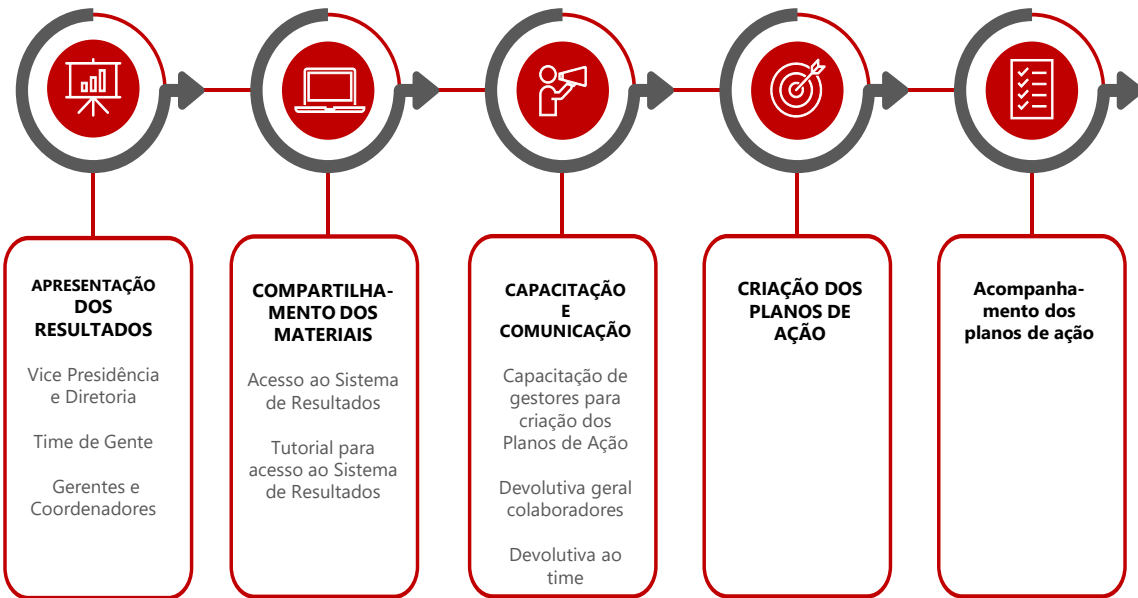 APRESENTAÇÃO
DOS
RESULTADOS
Vice Presidência
e Diretoria
Time de Gente
Gerentes e
Coordenadores
COMPARTILHA-
MENTO DOS
MATERIAIS
Acesso ao Sistema
de Resultados
Tutorial para
acesso ao Sistema
de Resultados
CAPACITAÇÃO
E
COMUNICAÇÃO
Capacitação de
gestores para
criação dos
Planos de Ação
Devolutiva geral
colaboradores
Devolutiva ao
time
CRIAÇÃO DOS
PLANOS DE
AÇÃO
Acompanha-
mento dos
planos de ação